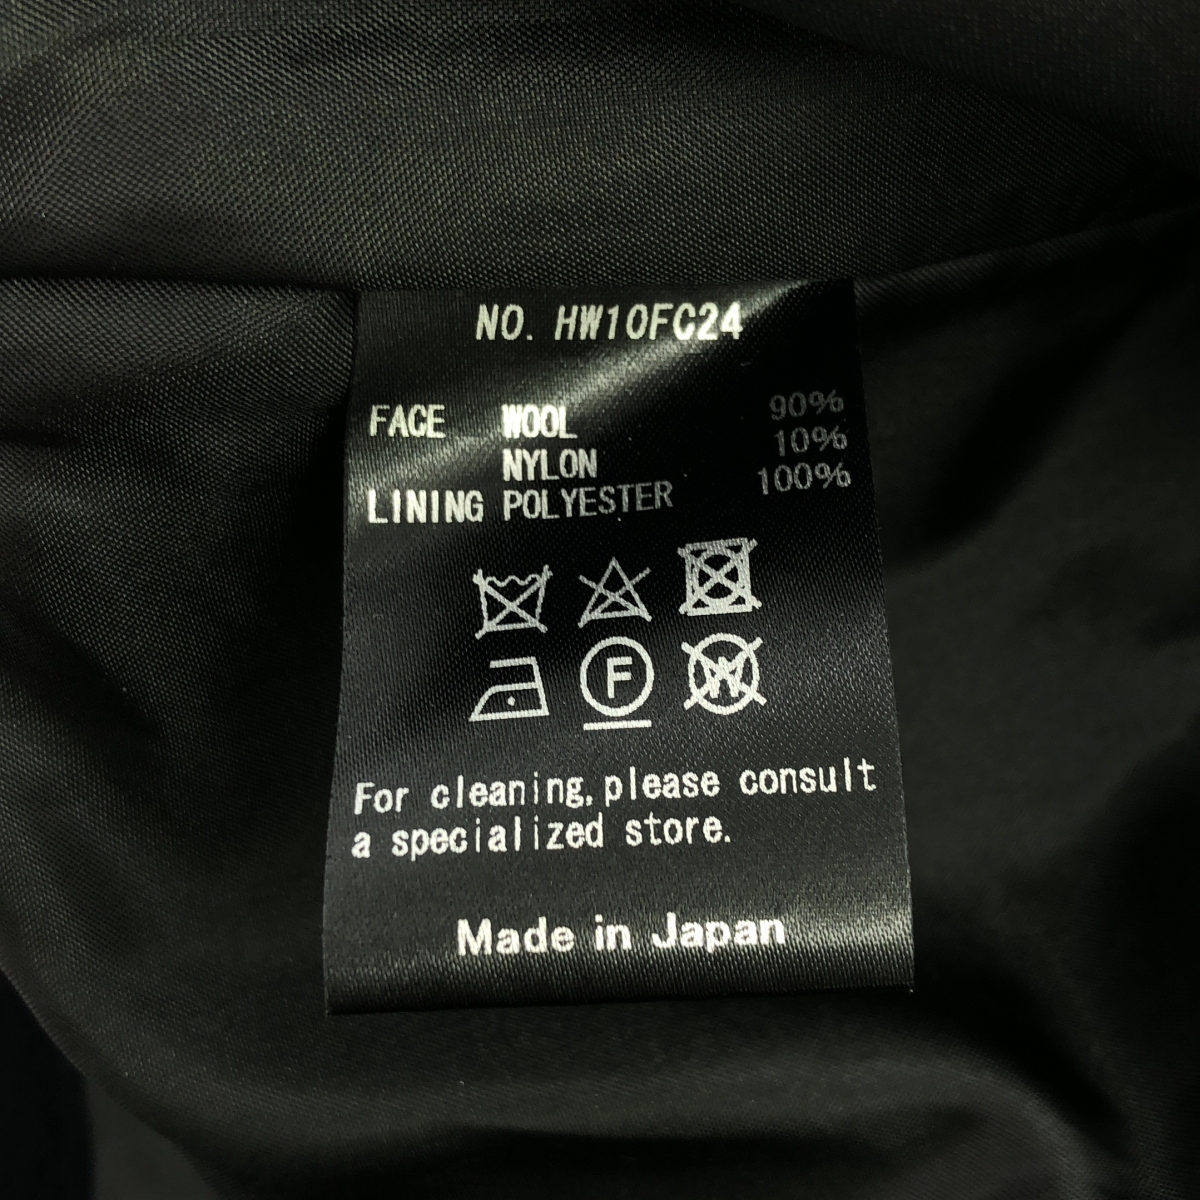 NO. HW10FC24
FACE WOOL 90%
NYLON 10%
LINING POLYESTER 100%
F W
For cleaning,please consult
a specialized store.
Made in Japan